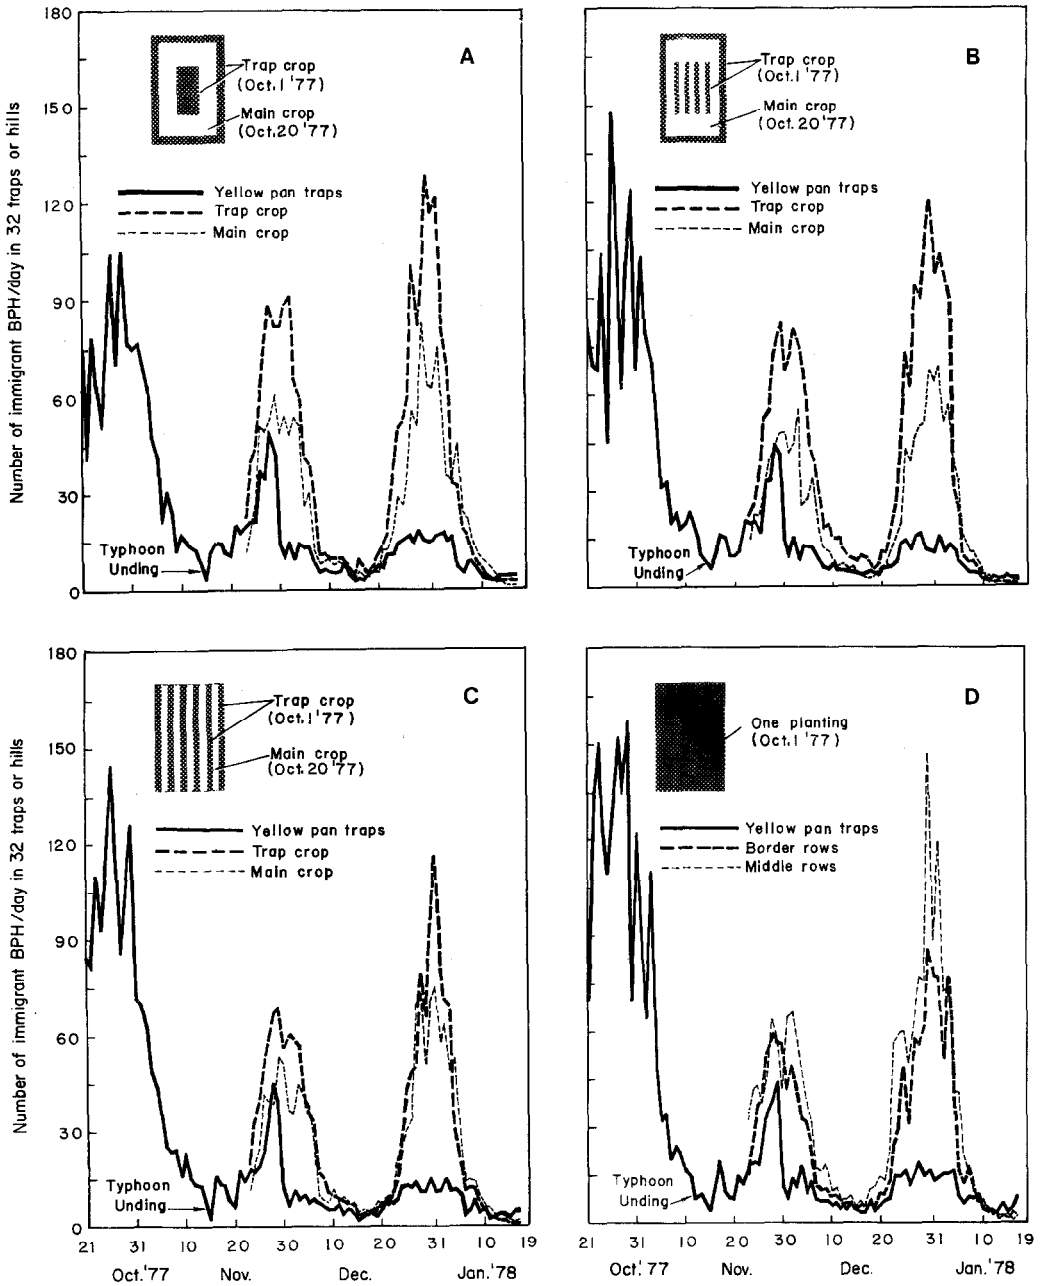 Number of immigrant BPH/day in 32 traps or hills
180
150
120
90
60
30
0
A
Trap crop
(Oct.1 '77)
Main crop
(Oct.20 '77)
Yellow pan traps
Trap crop
Main crop
Typhoon
Unding
B
Trap crop
(Oct.1 '77)
Main crop
(Oct.20 '77)
Yellow pan traps
Trap crop
Main crop
Typhoon
Unding
Number of immigrant BPH/day in 32 traps or hills
180
150
120
90
60
30
0
C
Trap crop
(Oct.1 '77)
Main crop
(Oct.20 '77)
Yellow pan traps
Trap crop
Main crop
Typhoon
Unding
21 31 10 20 30 10 20 31 10 19
Oct.'77 Nov. Dec. Jan.'78
D
One planting
(Oct.1 '77)
Yellow pan traps
Border rows
Middle rows
Typhoon
Unding
21 31 10 20 30 10 20 31 10 19
Oct.'77 Nov. Dec. Jan.'78